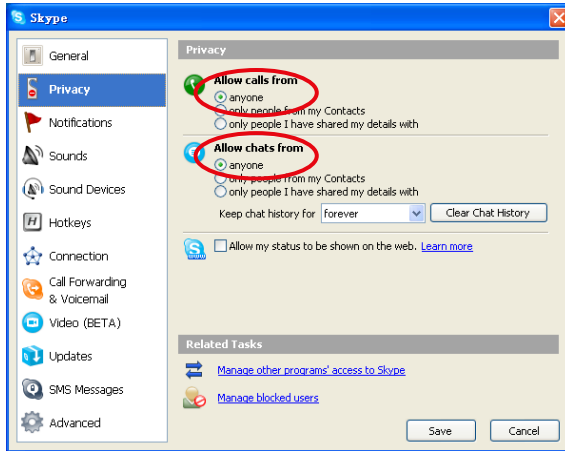 Skype
General
Privacy
Notifications
Sounds
Sound Devices
H Hotkeys
Connection
Call Forwarding
& Voicemail
Video (BETA)
Updates
SMS Messages
Advanced
Privacy
Allow calls from
anyone
only people from my Contacts
only people I have shared my details with
Allow chats from
anyone
only people from my Contacts
only people I have shared my details with
Keep chat history for forever Clear Chat History
Allow my status to be shown on the web. Learn more
Related Tasks
Manage other programs' access to Skype
Manage blocked users
Save Cancel